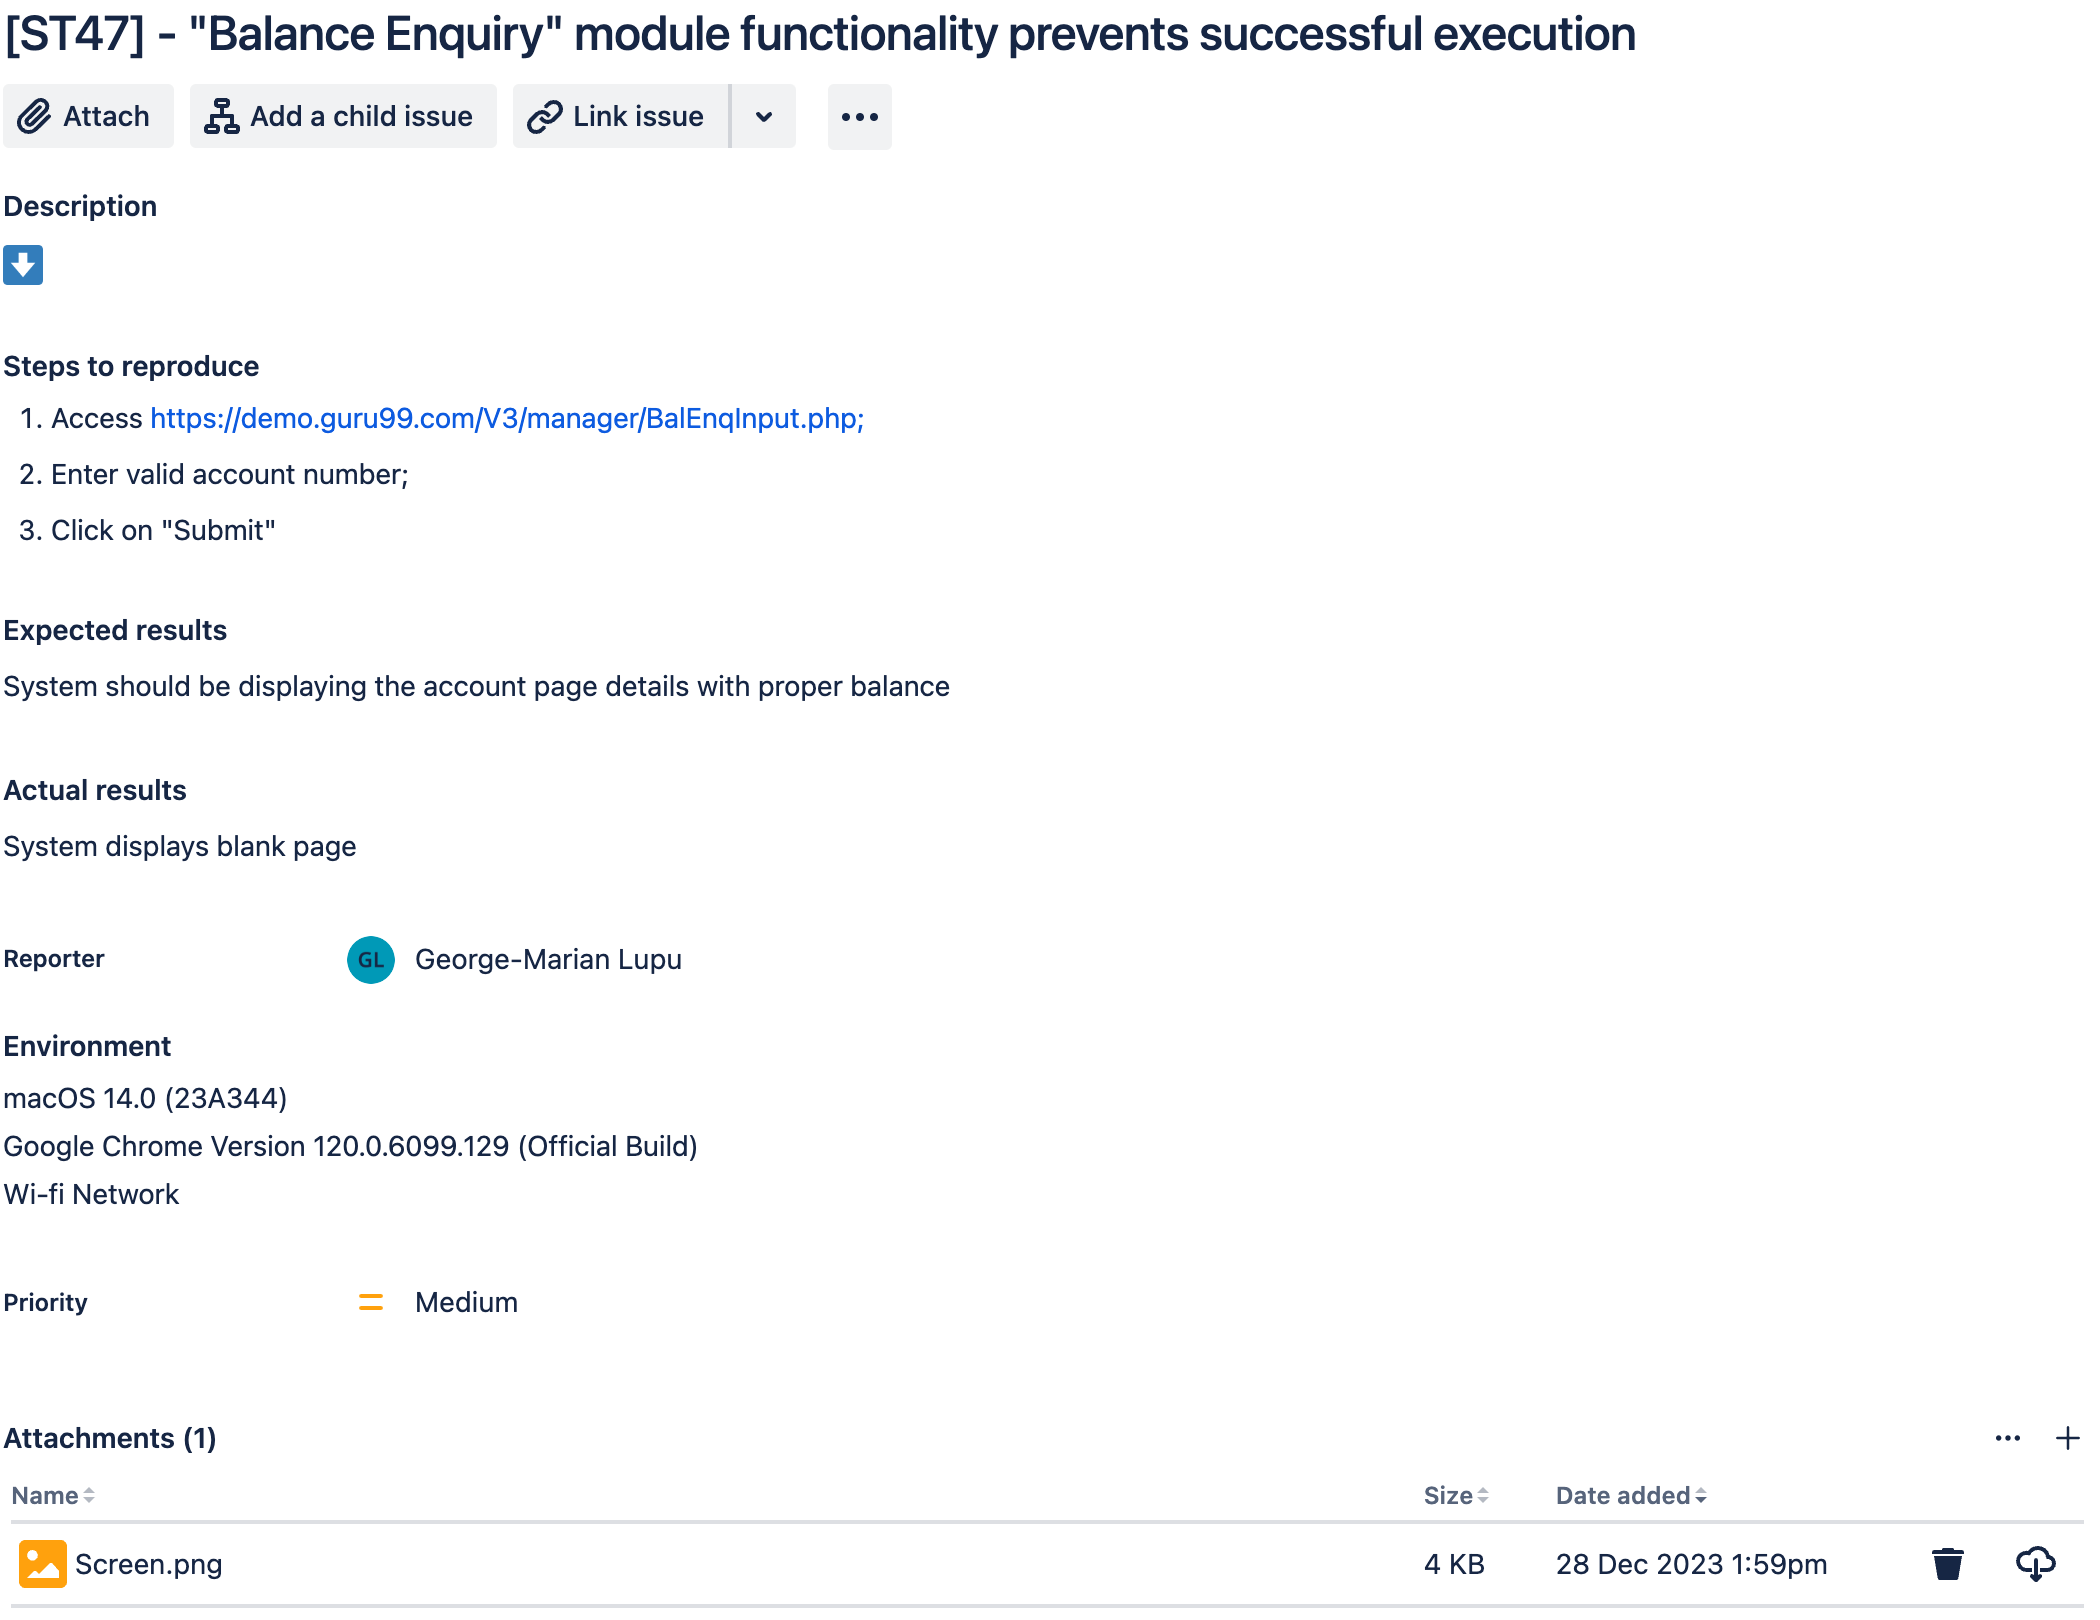 [ST47] - "Balance Enquiry" module functionality prevents successful execution
Attach
Add a child issue
Link issue
Description
Steps to reproduce
1. Access https://demo.guru99.com/V3/manager/BalEnqInput.php;
2. Enter valid account number;
3. Click on "Submit"
Expected results
System should be displaying the account page details with proper balance
Actual results
System displays blank page
Reporter GL George-Marian Lupu
Environment
macOS 14.0 (23A344)
Google Chrome Version 120.0.6099.129 (Official Build)
Wi-fi Network
Priority Medium
Attachments (1)
Name Size Date added
Screen.png 4 KB 28 Dec 2023 1:59pm